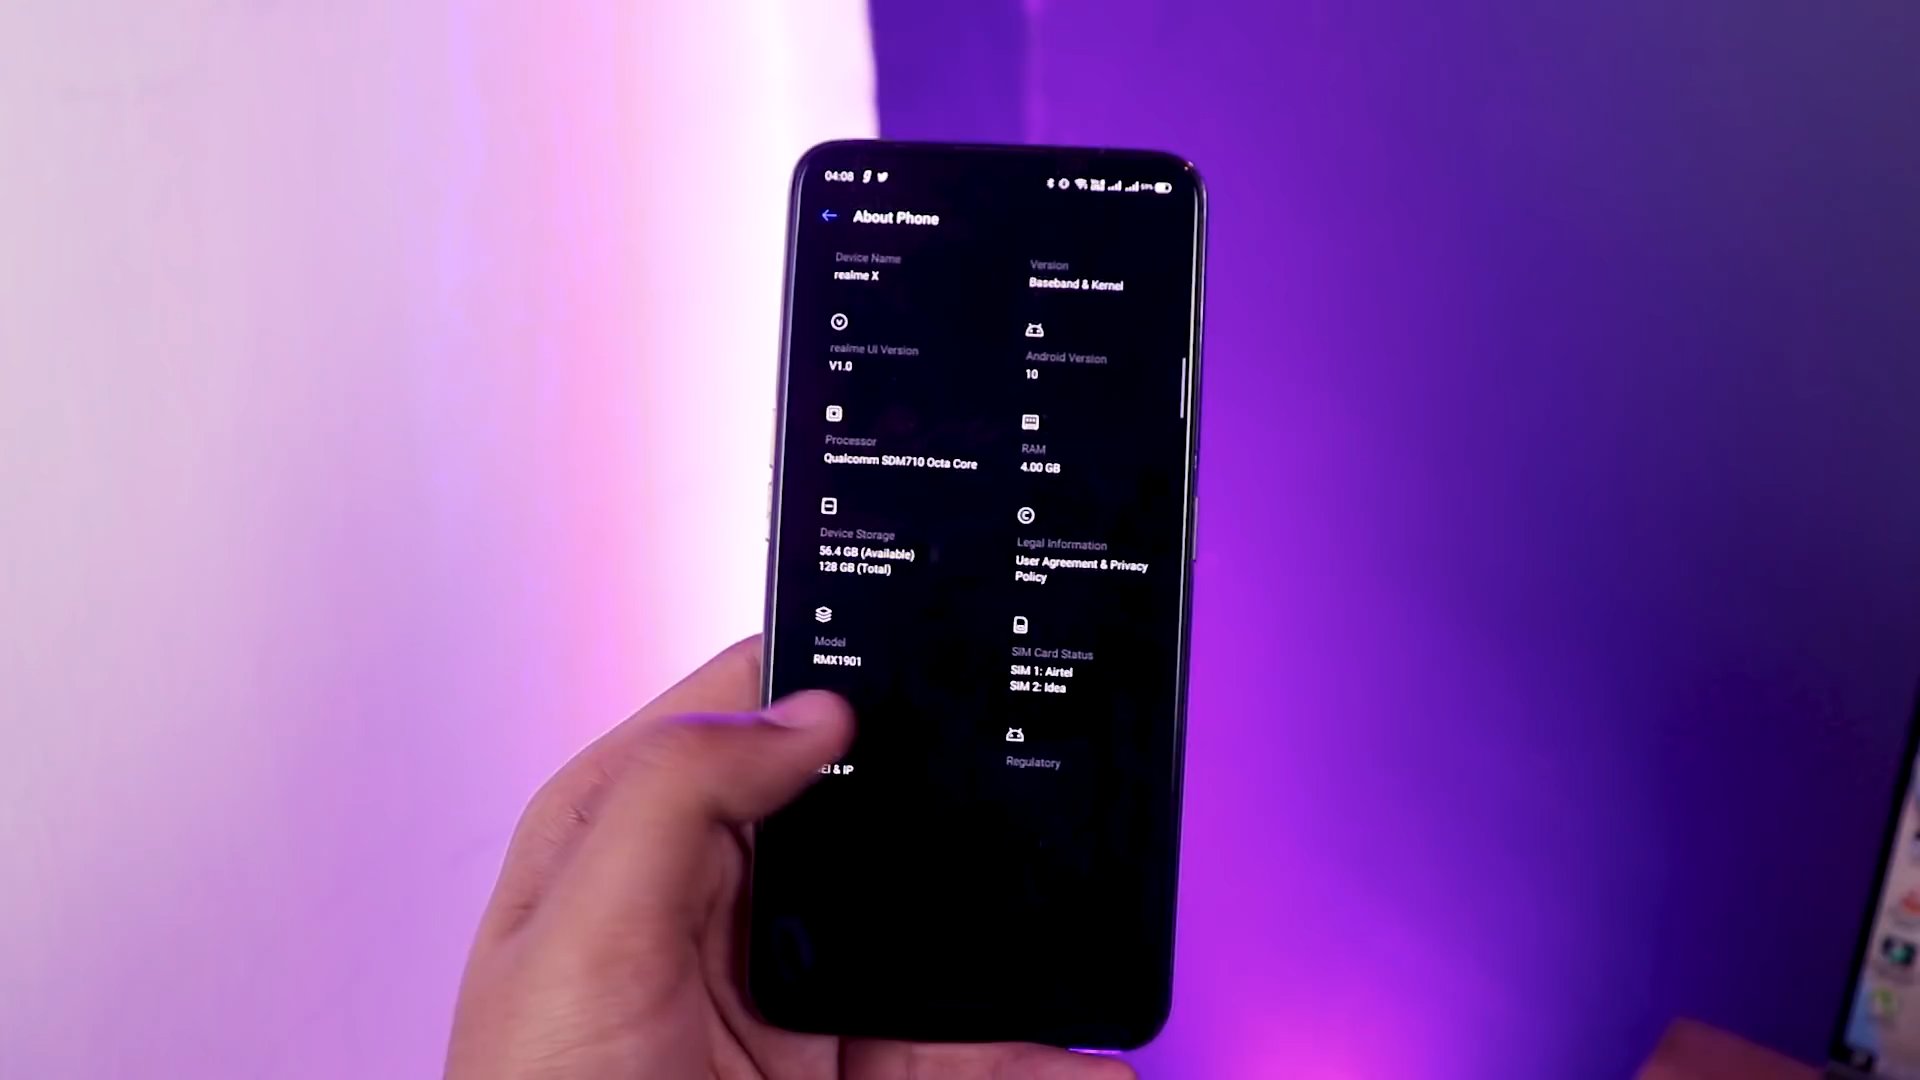 04:08
About Phone
Device Name
realme X
Version
Baseband & Kernel
realme UI Version
V1.0
Android Version
10
Processor
Qualcomm SDM710 Octa Core
RAM
4.00 GB
Device Storage
56.4 GB (Available)
128 GB (Total)
Legal Information
User Agreement & Privacy
Policy
Model
RMX1901
SIM Card Status
SIM 1: Airtel
SIM 2: Idea
& IP
Regulatory